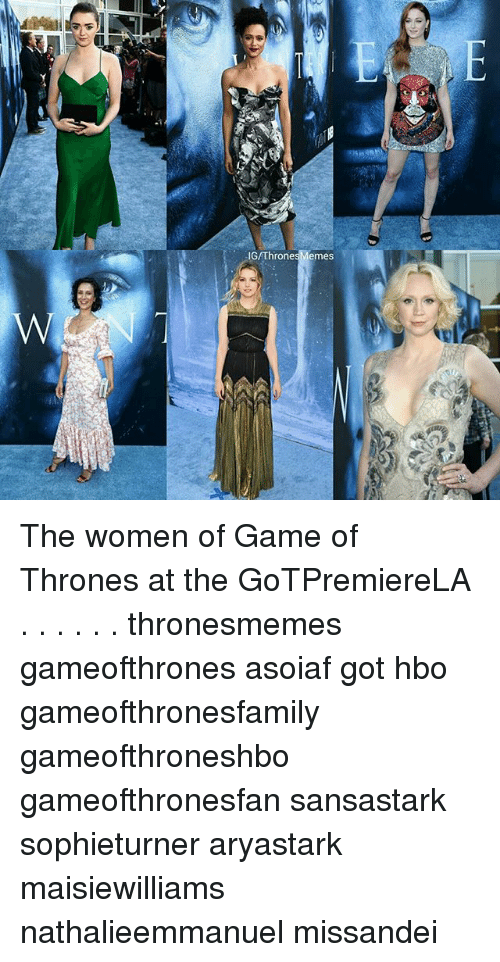 T E E
IG/ThronesMemes
W N T
The women of Game of
Thrones at the GoTPremiereLA
. . . . . . thronesmemes
gameofthrones asoiaf got hbo
gameofthronesfamily
gameofthroneshbo
gameofthronesfan sansastark
sophieturner aryastark
maisiewilliams
nathalieemmanuel missandei